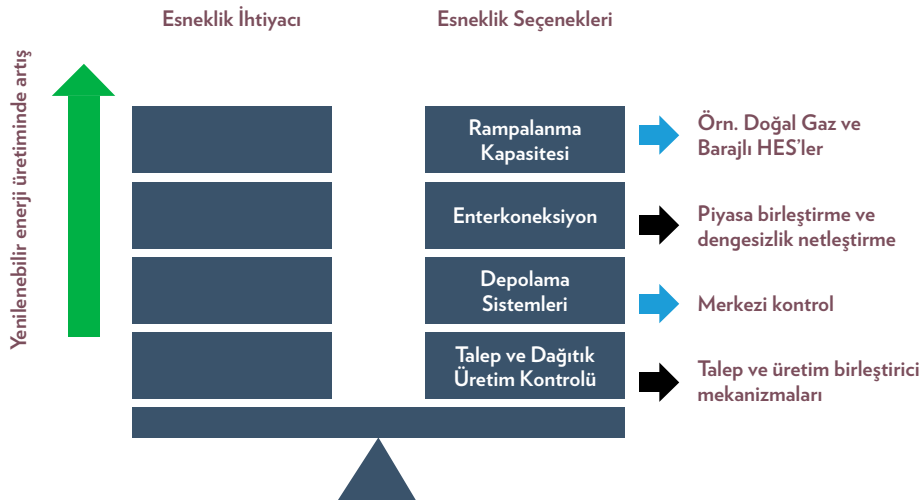 Esneklik İhtiyacı
Esneklik Seçenekleri
Yenilenebilir enerji üretiminde artış
Rampalanma
Kapasitesi
Örn. Doğal Gaz ve
Barajlı HES'ler
Enterkoneksiyon
Piyasa birleştirme ve
dengesizlik netleştirme
Depolama
Sistemleri
Merkezi kontrol
Talep ve Dağıtık
Üretim Kontrolü
Talep ve üretim birleştirici
mekanizmaları